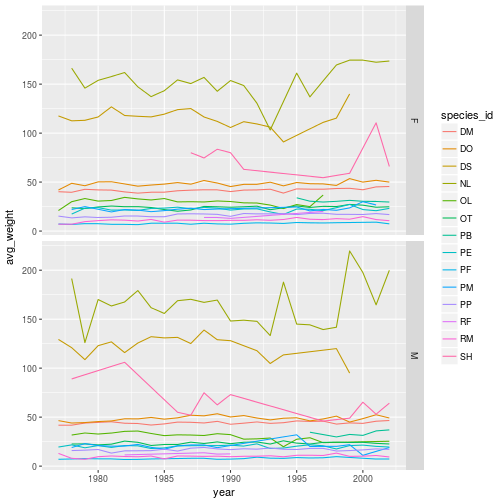 200
150
100
50
0
F
200
150
100
50
0
M
1980
1985
1990
1995
2000
year
avg_weight
species_id
DM
DO
DS
NL
OL
OT
PB
PE
PF
PM
PP
RF
RM
SH